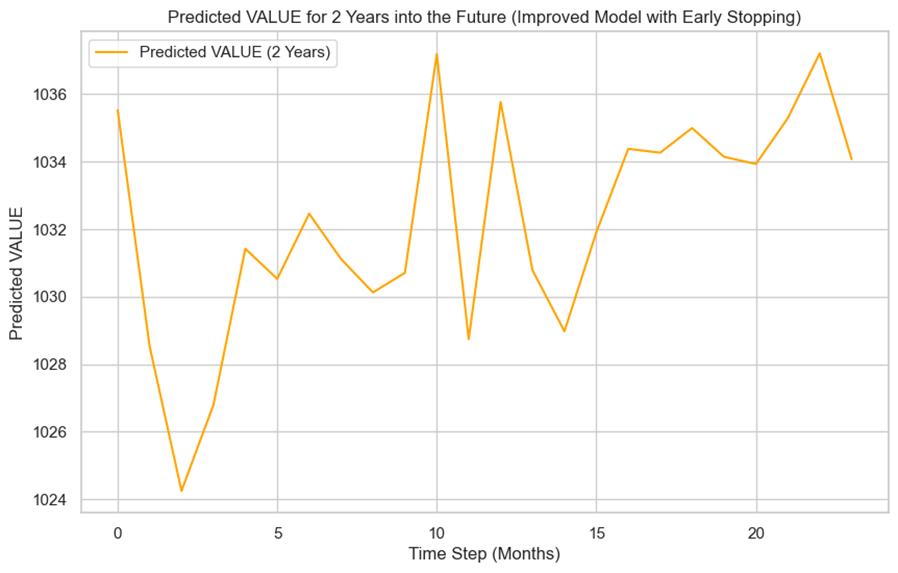 Predicted VALUE for 2 Years into the Future (Improved Model with Early Stopping)
Predicted VALUE (2 Years)
Predicted VALUE
1036
1034
1032
1030
1028
1026
1024
0 5 10 15 20
Time Step (Months)